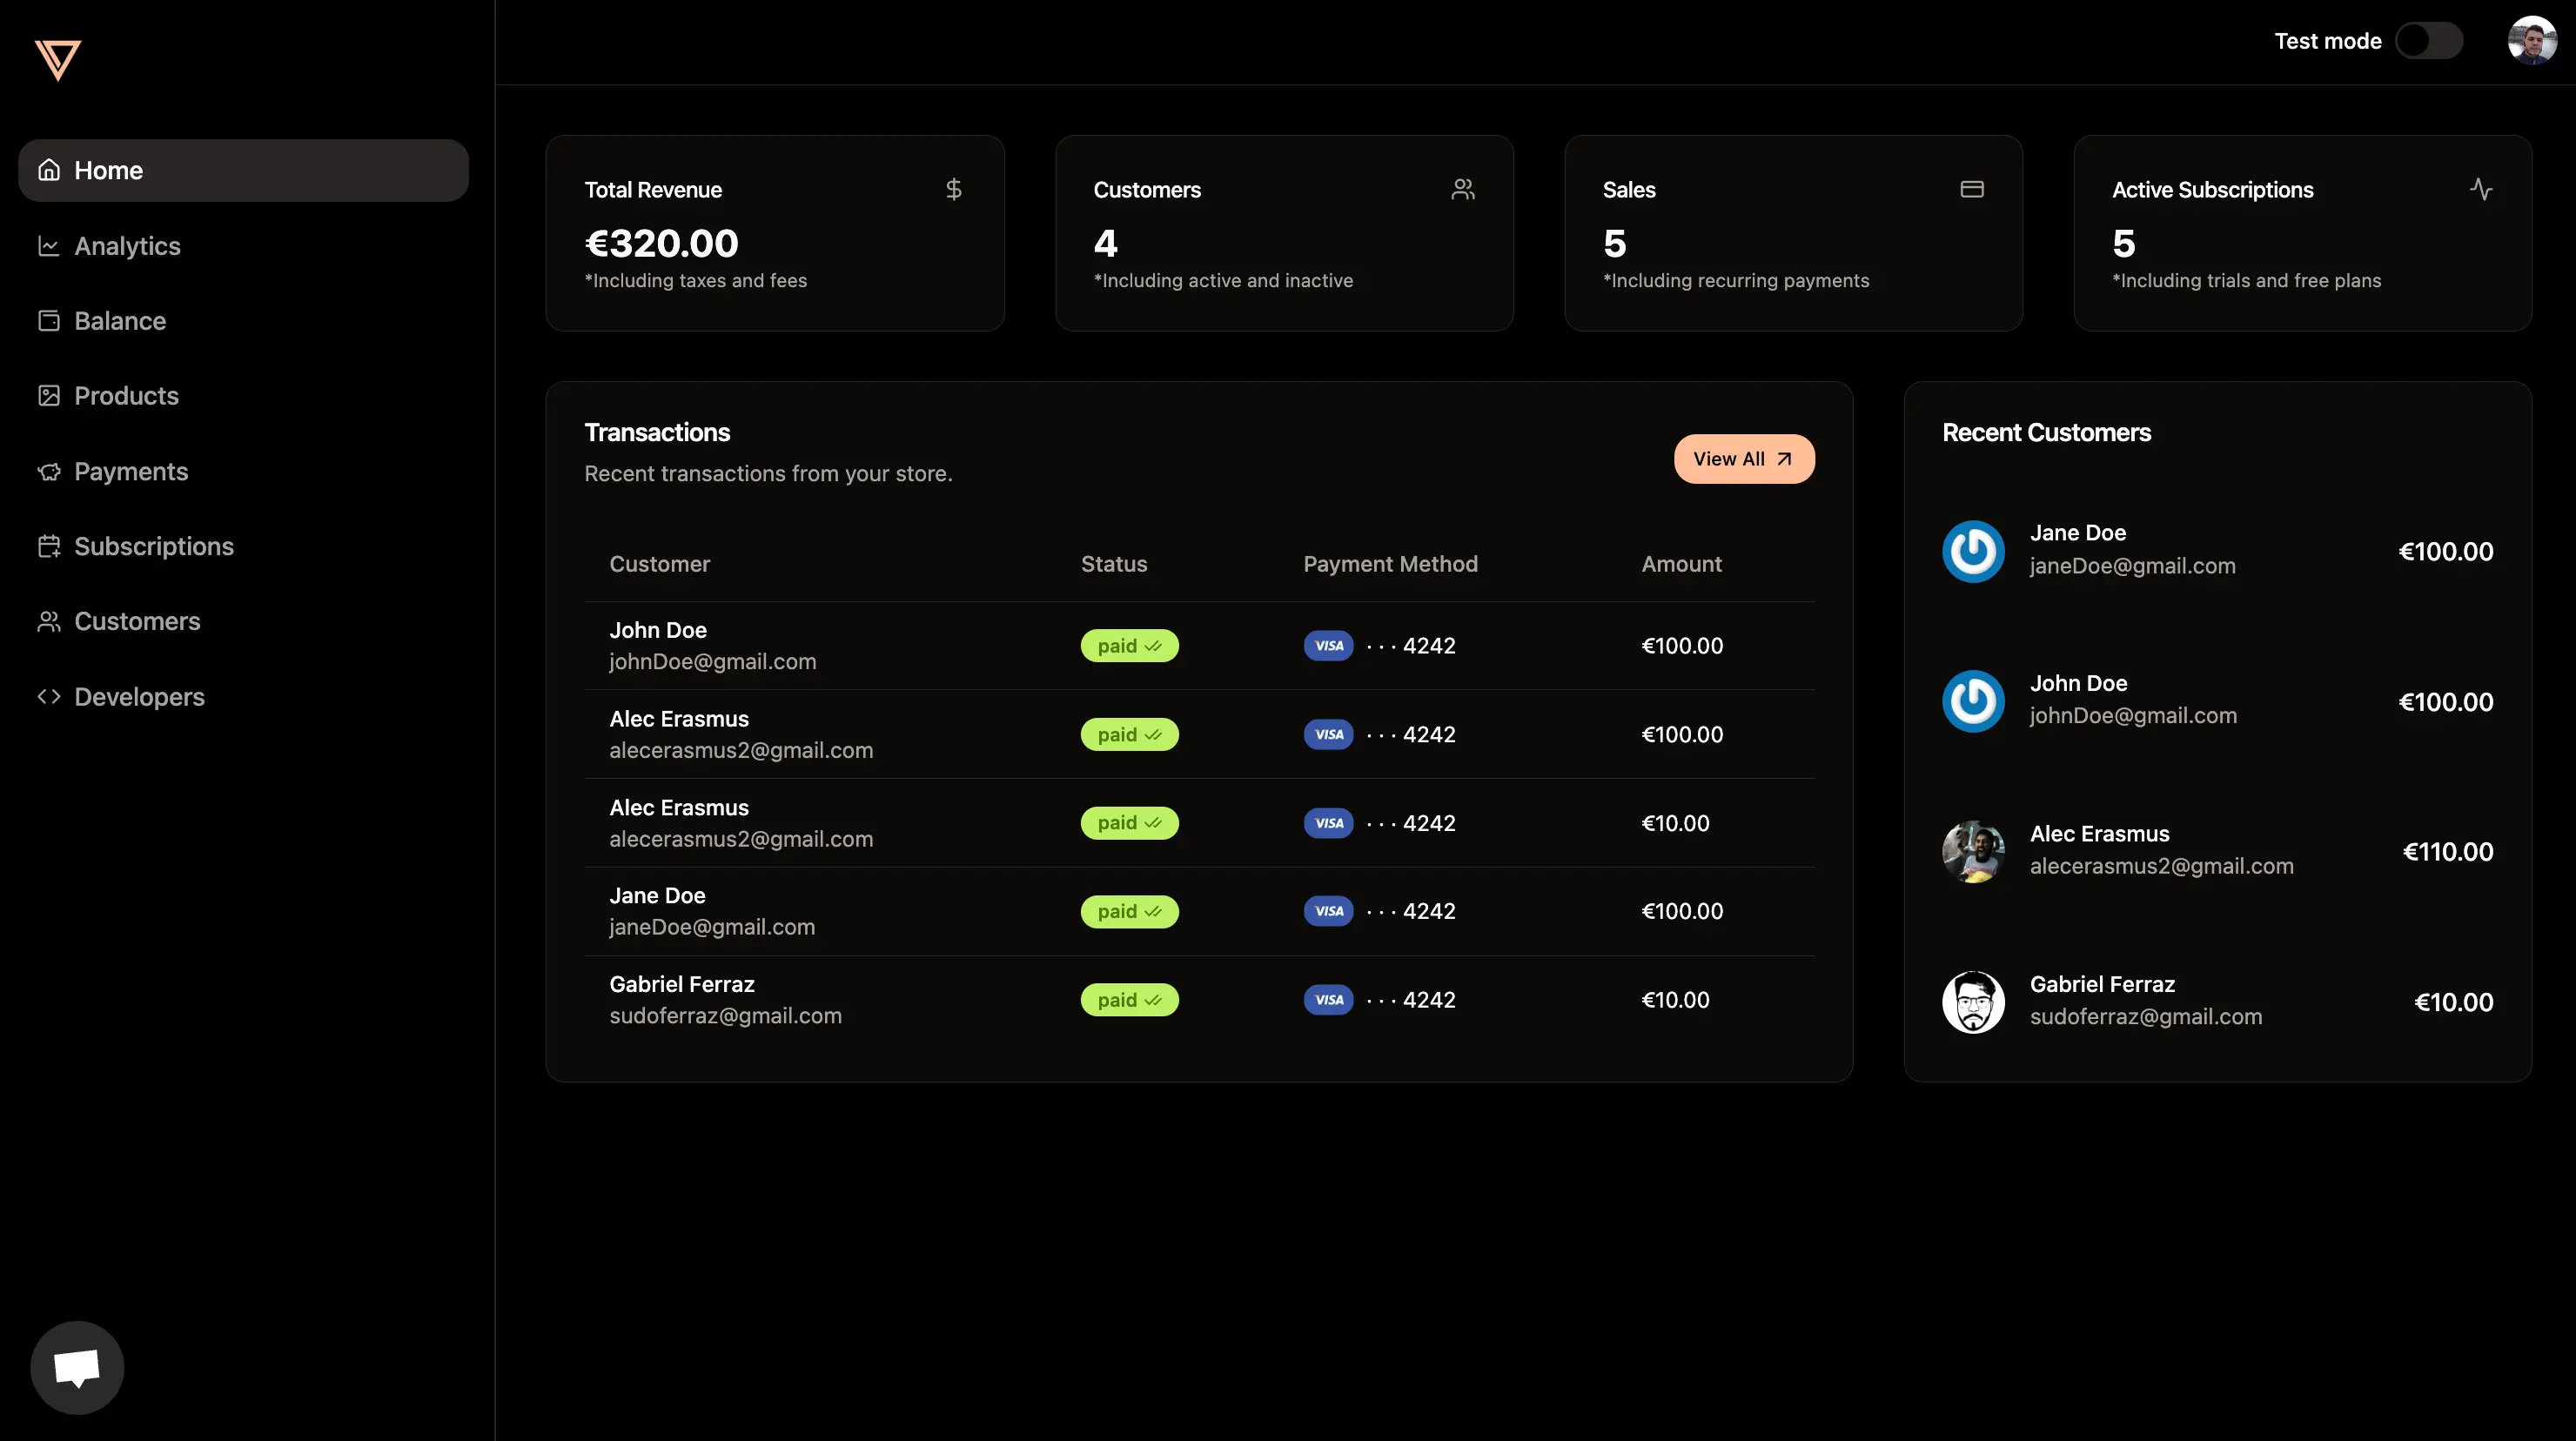 Test mode
Home
Analytics
Balance
Products
Payments
Subscriptions
Customers
Developers
Total Revenue
€320.00
*Including taxes and fees
Customers
4
*Including active and inactive
Sales
5
*Including recurring payments
Active Subscriptions
5
*Including trials and free plans
Transactions
Recent transactions from your store.
View All
Customer Status Payment Method Amount
John Doe
johnDoe@gmail.com
paid VISA · · · 4242 €100.00
Alec Erasmus
alecerasmus2@gmail.com
paid VISA · · · 4242 €100.00
Alec Erasmus
alecerasmus2@gmail.com
paid VISA · · · 4242 €10.00
Jane Doe
janeDoe@gmail.com
paid VISA · · · 4242 €100.00
Gabriel Ferraz
sudoferraz@gmail.com
paid VISA · · · 4242 €10.00
Recent Customers
Jane Doe
janeDoe@gmail.com
€100.00
John Doe
johnDoe@gmail.com
€100.00
Alec Erasmus
alecerasmus2@gmail.com
€110.00
Gabriel Ferraz
sudoferraz@gmail.com
€10.00